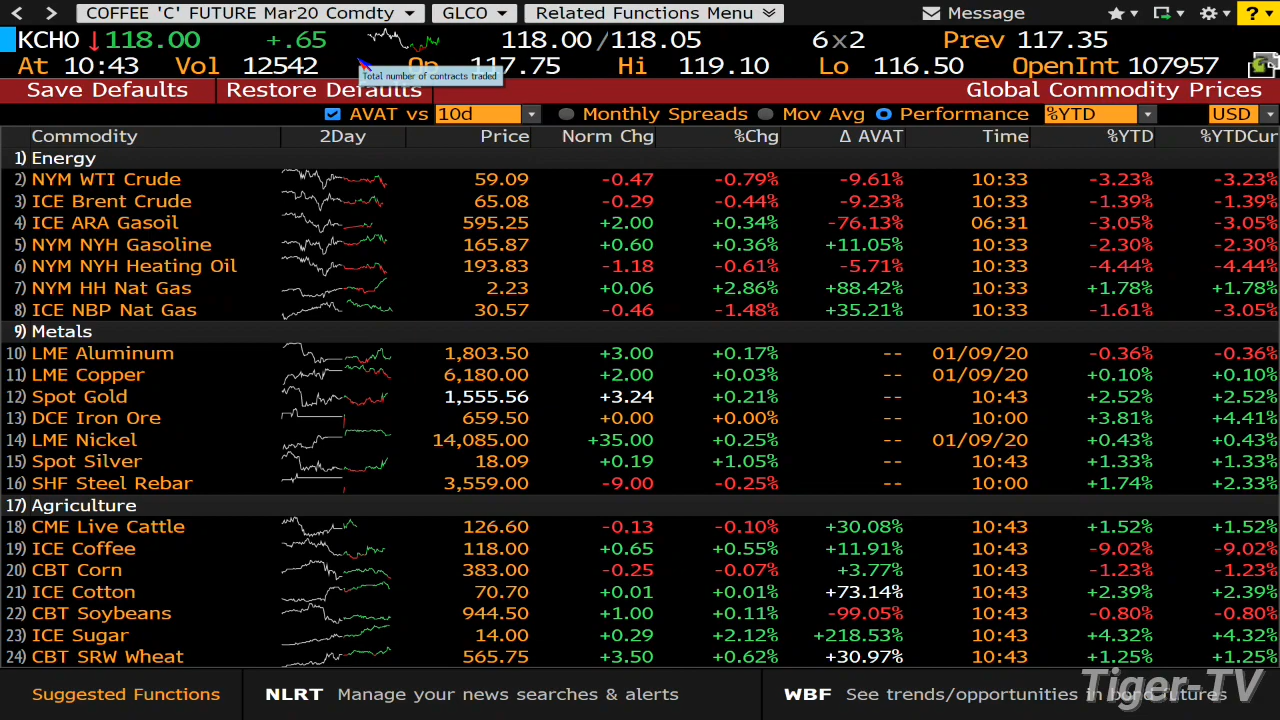 COFFEE 'C' FUTURE Mar20 Comdty GLCO Related Functions Menu Message ?
KCH0 ↓118.00 +.65 118.00/118.05 6x2 Prev 117.35
At 10:43 Vol 12542 Op 117.75 Hi 119.10 Lo 116.50 OpenInt 107957
Total number of contracts traded
Save Defaults Restore Defaults Global Commodity Prices
AVAT vs 10d Monthly Spreads Mov Avg Performance %YTD USD
Commodity 2Day Price Norm Chg %Chg Δ AVAT Time %YTD %YTDCur
1) Energy
2) NYM WTI Crude 59.09 -0.47 -0.79% -9.61% 10:33 -3.23% -3.23%
3) ICE Brent Crude 65.08 -0.29 -0.44% -9.23% 10:33 -1.39% -1.39%
4) ICE ARA Gasoil 595.25 +2.00 +0.34% -76.13% 06:31 -3.05% -3.05%
5) NYM NYH Gasoline 165.87 +0.60 +0.36% +11.05% 10:33 -2.30% -2.30%
6) NYM NYH Heating Oil 193.83 -1.18 -0.61% -5.71% 10:33 -4.44% -4.44%
7) NYM HH Nat Gas 2.23 +0.06 +2.86% +88.42% 10:33 +1.78% +1.78%
8) ICE NBP Nat Gas 30.57 -0.46 -1.48% +35.21% 10:33 -1.61% -3.05%
9) Metals
10) LME Aluminum 1,803.50 +3.00 +0.17% -- 01/09/20 -0.36% -0.36%
11) LME Copper 6,180.00 +2.00 +0.03% -- 01/09/20 +0.10% +0.10%
12) Spot Gold 1,555.56 +3.24 +0.21% -- 10:43 +2.52% +2.52%
13) DCE Iron Ore 659.50 +0.00 +0.00% -- 10:00 +3.81% +4.41%
14) LME Nickel 14,085.00 +35.00 +0.25% -- 01/09/20 +0.43% +0.43%
15) Spot Silver 18.09 +0.19 +1.05% -- 10:43 +1.33% +1.33%
16) SHF Steel Rebar 3,559.00 -9.00 -0.25% -- 10:00 +1.74% +2.33%
17) Agriculture
18) CME Live Cattle 126.60 -0.13 -0.10% +30.08% 10:43 +1.52% +1.52%
19) ICE Coffee 118.00 +0.65 +0.55% +11.91% 10:43 -9.02% -9.02%
20) CBT Corn 383.00 -0.25 -0.07% +3.77% 10:43 -1.23% -1.23%
21) ICE Cotton 70.70 +0.01 +0.01% +73.14% 10:43 +2.39% +2.39%
22) CBT Soybeans 944.50 +1.00 +0.11% -99.05% 10:43 -0.80% -0.80%
23) ICE Sugar 14.00 +0.29 +2.12% +218.53% 10:43 +4.32% +4.32%
24) CBT SRW Wheat 565.75 +3.50 +0.62% +30.97% 10:43 +1.25% +1.25%
Suggested Functions NLRT Manage your news searches & alerts WBF See trends/opportunities in bond futures
Tiger-TV